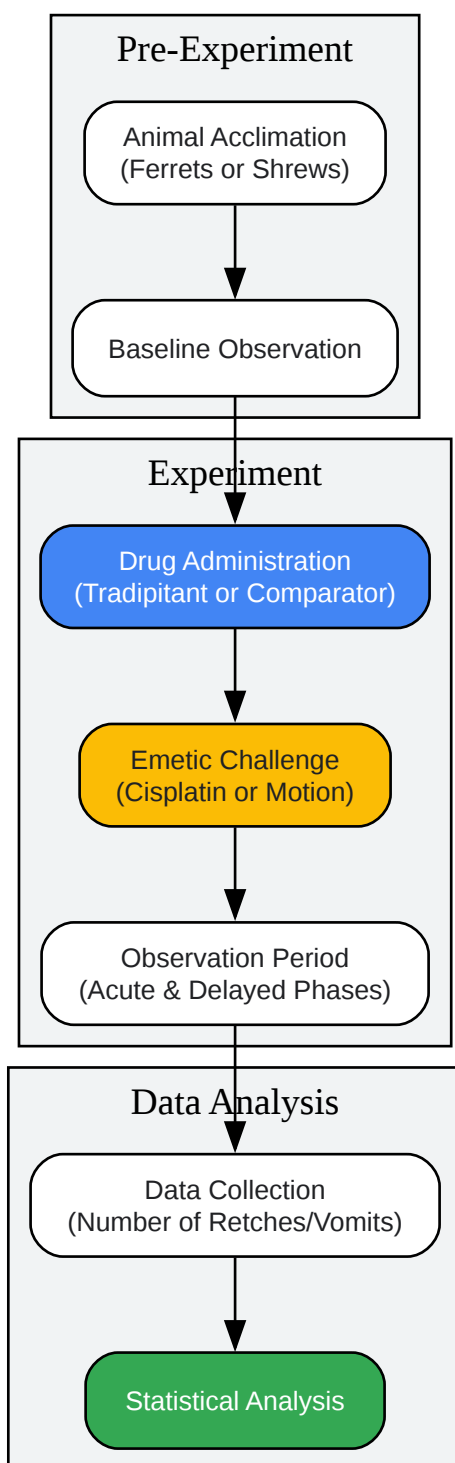 Pre-Experiment
Animal Acclimation
(Ferrets or Shrews)
Baseline Observation
Experiment
Drug Administration
(Tradipitant or Comparator)
Emetic Challenge
(Cisplatin or Motion)
Observation Period
(Acute & Delayed Phases)
Data Analysis
Data Collection
(Number of Retches/Vomits)
Statistical Analysis